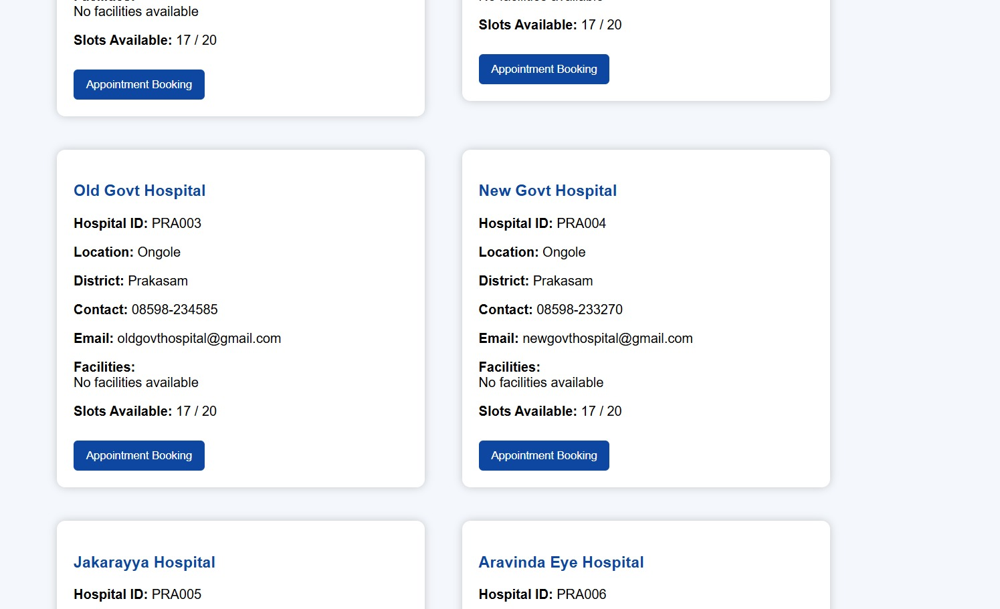 No facilities available
Slots Available: 17 / 20
Appointment Booking
Slots Available: 17 / 20
Appointment Booking
Old Govt Hospital
Hospital ID: PRA003
Location: Ongole
District: Prakasam
Contact: 08598-234585
Email: oldgovthospital@gmail.com
Facilities:
No facilities available
Slots Available: 17 / 20
Appointment Booking
New Govt Hospital
Hospital ID: PRA004
Location: Ongole
District: Prakasam
Contact: 08598-233270
Email: newgovthospital@gmail.com
Facilities:
No facilities available
Slots Available: 17 / 20
Appointment Booking
Jakarayya Hospital
Hospital ID: PRA005
Aravinda Eye Hospital
Hospital ID: PRA006